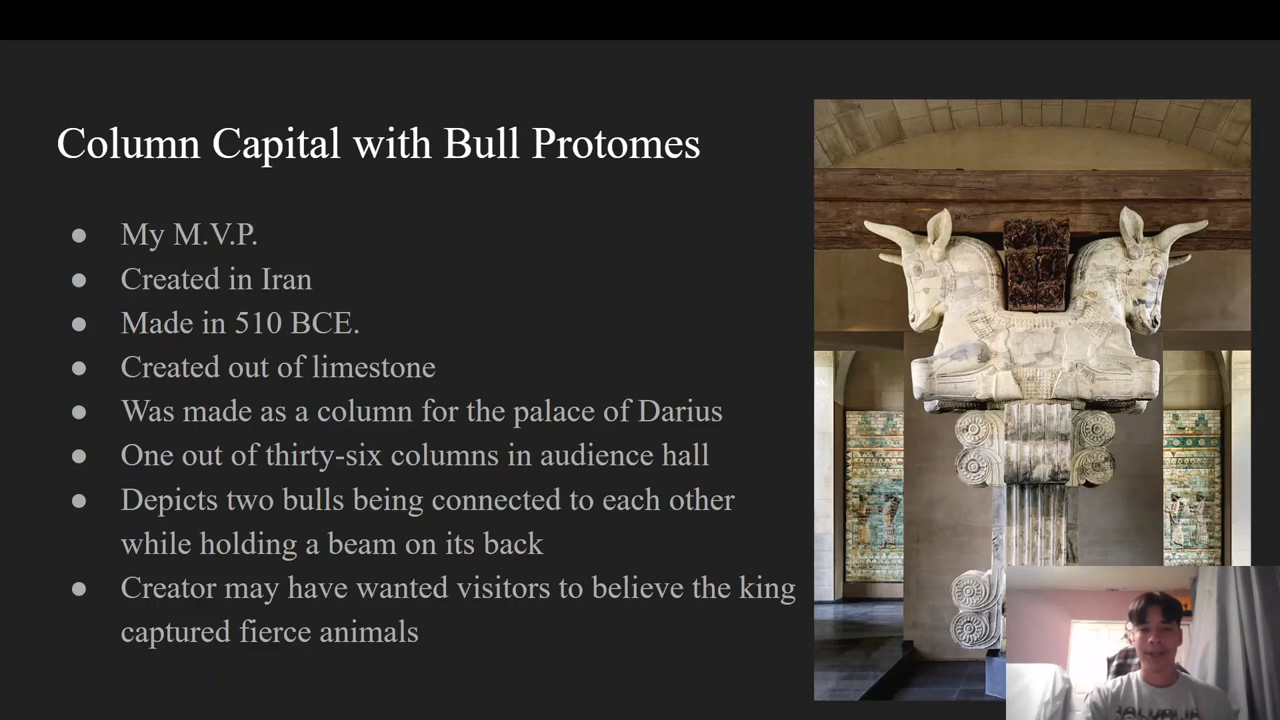 Column Capital with Bull Protomes
● My M.V.P.
● Created in Iran
● Made in 510 BCE.
● Created out of limestone
● Was made as a column for the palace of Darius
● One out of thirty-six columns in audience hall
● Depicts two bulls being connected to each other
while holding a beam on its back
● Creator may have wanted visitors to believe the king
captured fierce animals